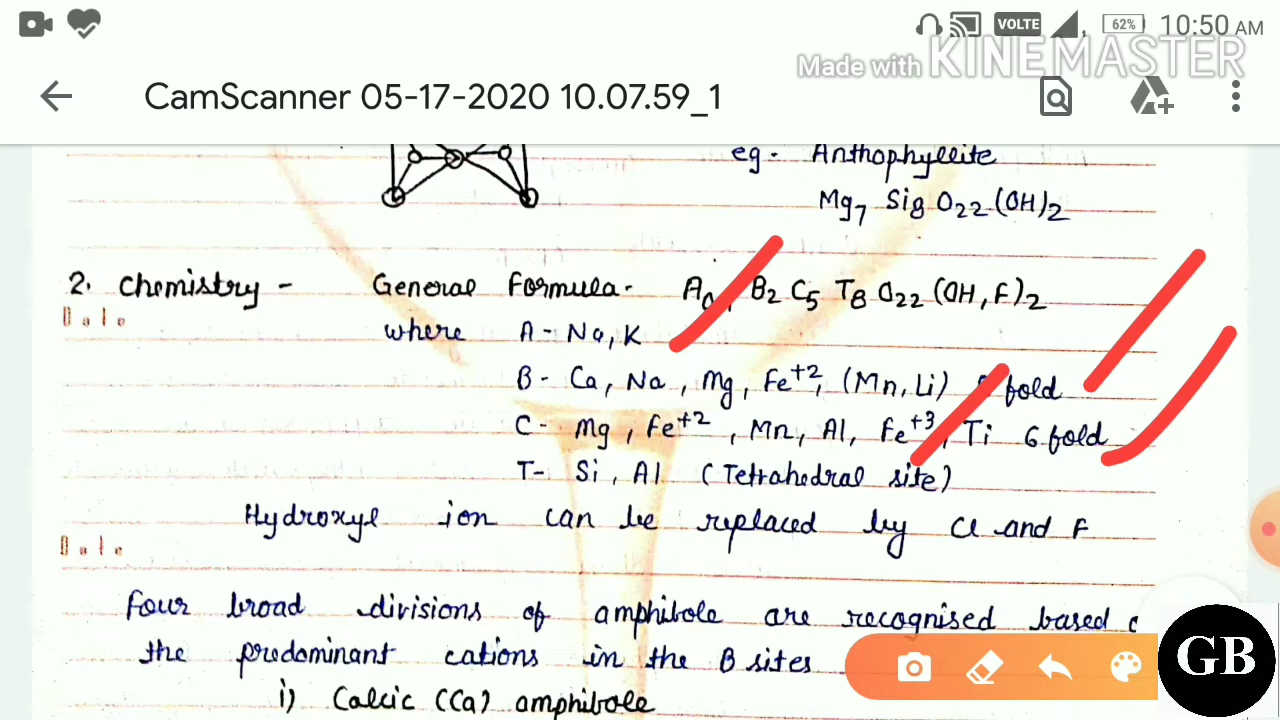 VOLTE 62% 10:50 AM
Made with KINEMASTER
CamScanner 05-17-2020 10.07.59_1
eg - Anthophyllite
Mg7 Si8 O22 (OH)2
2. Chemistry - General Formula - B2 C5 T8 O22 (OH, F)2
Date
where A - Na, K
B - Ca, Na, Mg, Fe+2, (Mn, Li) fold
C - Mg, Fe+2, Mn, Al, Fe+3, Ti 6 fold
T- Si, Al (Tetrahedral site)
Hydroxyl ion can be replaced by Cl and F
Date
Four broad divisions of amphibole are recognised based
the predominant cations in the B sites
i) Calcic (Ca) amphibole
GB